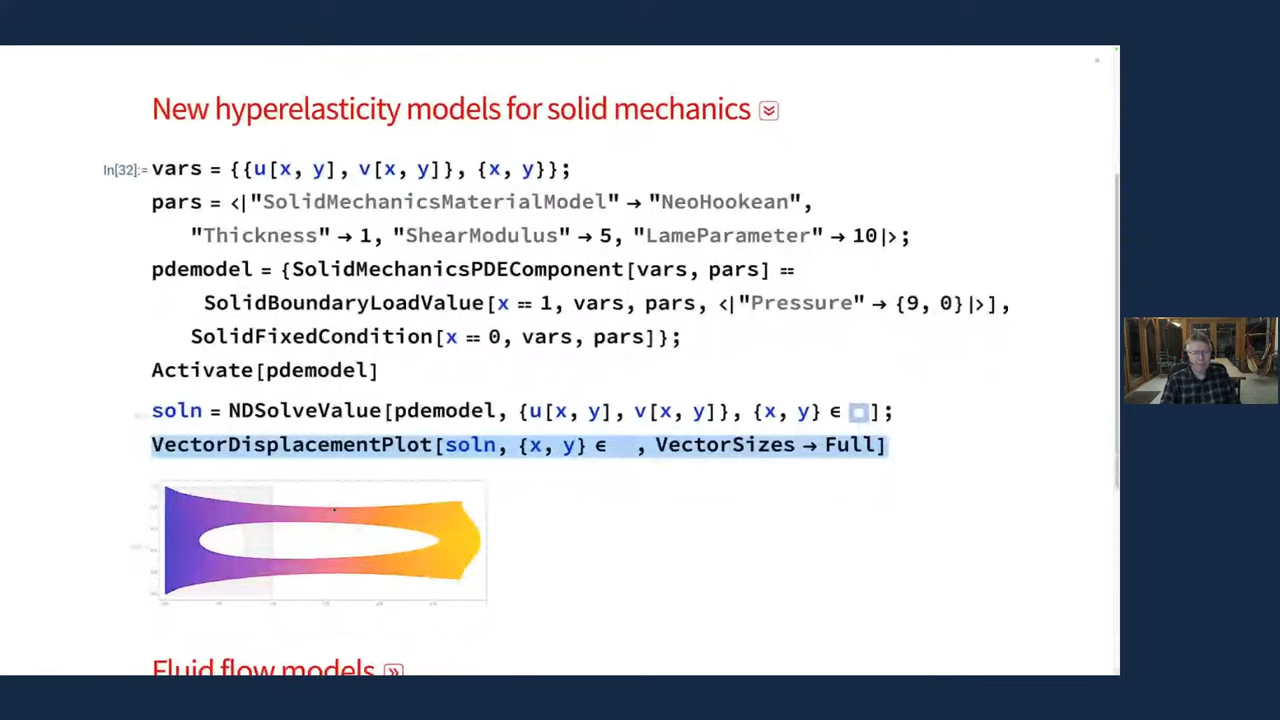 New hyperelasticity models for solid mechanics
In[32]:= vars = {{u[x, y], v[x, y]}, {x, y}};
pars = <|"SolidMechanicsMaterialModel" → "NeoHookean",
"Thickness" → 1, "ShearModulus" → 5, "LameParameter" → 10|>;
pdemodel = {SolidMechanicsPDEComponent[vars, pars] ==
SolidBoundaryLoadValue[x == 1, vars, pars, <|"Pressure" → {9, 0}|>],
SolidFixedCondition[x == 0, vars, pars]};
Activate[pdemodel]
soln = NDSolveValue[pdemodel, {u[x, y], v[x, y]}, {x, y} ∈ ];
VectorDisplacementPlot[soln, {x, y} ∈ , VectorSizes → Full]
Fluid flow models